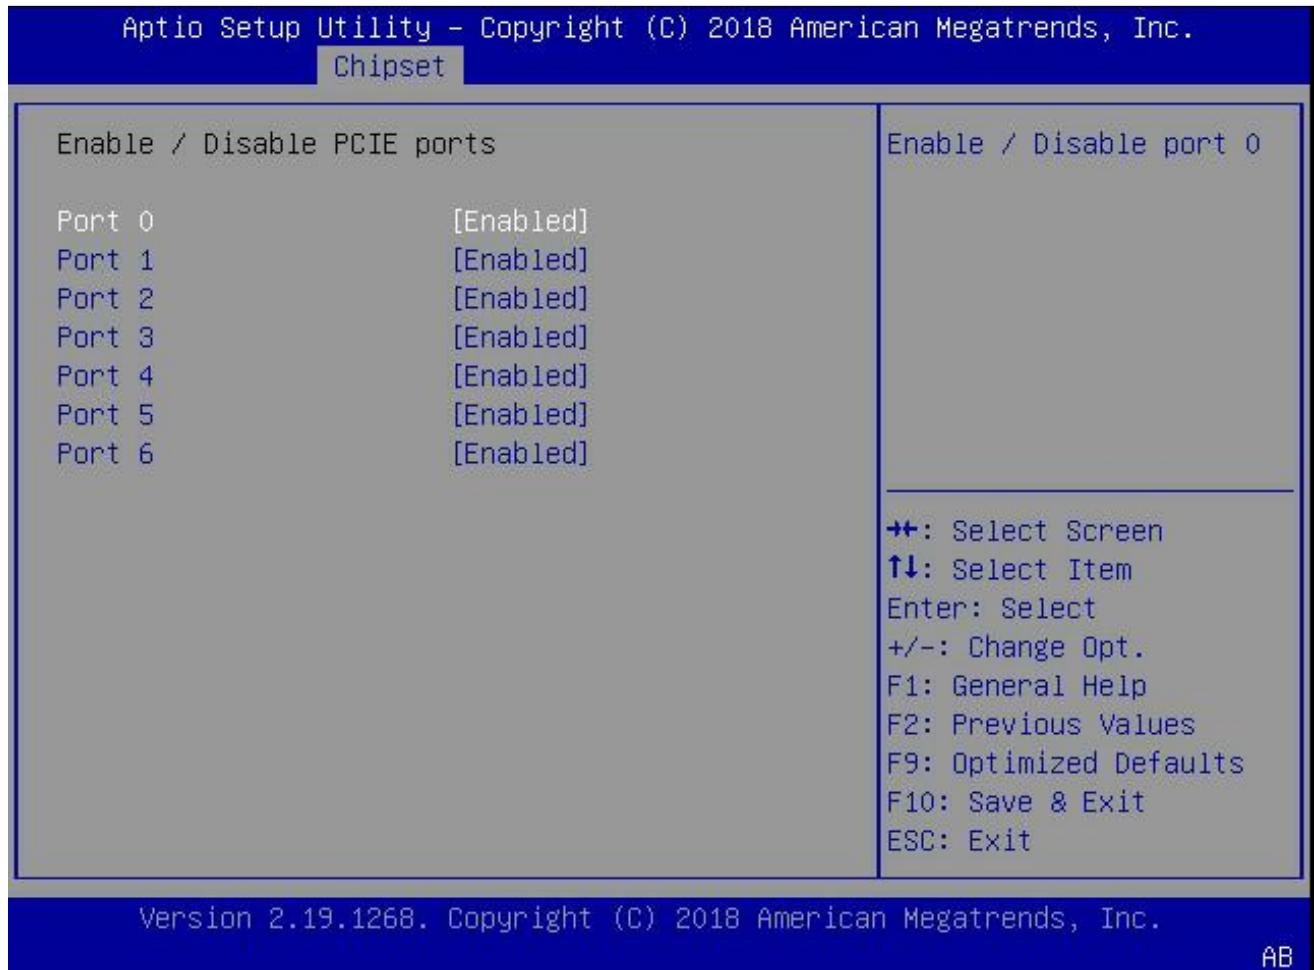 Aptio Setup Utility – Copyright (C) 2018 American Megatrends, Inc.
Chipset
Enable / Disable PCIE ports
Port 0 [Enabled]
Port 1 [Enabled]
Port 2 [Enabled]
Port 3 [Enabled]
Port 4 [Enabled]
Port 5 [Enabled]
Port 6 [Enabled]
Enable / Disable port 0
→←: Select Screen
↑↓: Select Item
Enter: Select
+/-: Change Opt.
F1: General Help
F2: Previous Values
F9: Optimized Defaults
F10: Save & Exit
ESC: Exit
Version 2.19.1268. Copyright (C) 2018 American Megatrends, Inc.
AB